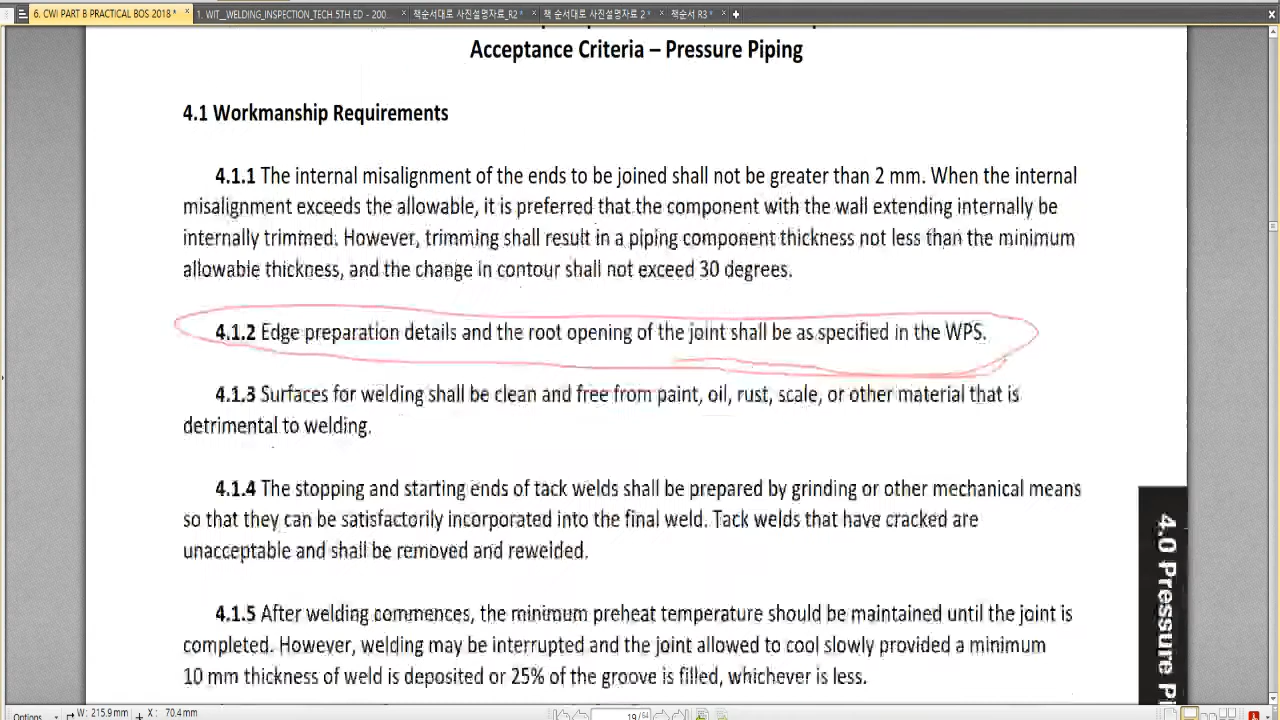 6. CWI PART B PRACTICAL BOS 2018 *
1. WIT_WELDING_INSPECTION_TECH 5TH ED - 200...
책순서대로 사진설명자료_R2 *
책 순서대로 사진설명자료 2 *
책순서 R3 *
Acceptance Criteria – Pressure Piping
4.1 Workmanship Requirements
4.1.1 The internal misalignment of the ends to be joined shall not be greater than 2 mm. When the internal
misalignment exceeds the allowable, it is preferred that the component with the wall extending internally be
internally trimmed. However, trimming shall result in a piping component thickness not less than the minimum
allowable thickness, and the change in contour shall not exceed 30 degrees.
4.1.2 Edge preparation details and the root opening of the joint shall be as specified in the WPS.
4.1.3 Surfaces for welding shall be clean and free from paint, oil, rust, scale, or other material that is
detrimental to welding.
4.1.4 The stopping and starting ends of tack welds shall be prepared by grinding or other mechanical means
so that they can be satisfactorily incorporated into the final weld. Tack welds that have cracked are
unacceptable and shall be removed and rewelded.
4.1.5 After welding commences, the minimum preheat temperature should be maintained until the joint is
completed. However, welding may be interrupted and the joint allowed to cool slowly provided a minimum
10 mm thickness of weld is deposited or 25% of the groove is filled, whichever is less.
4.0 Pressure Pi
Options
W: 215.9 mm
X: 70.4 mm